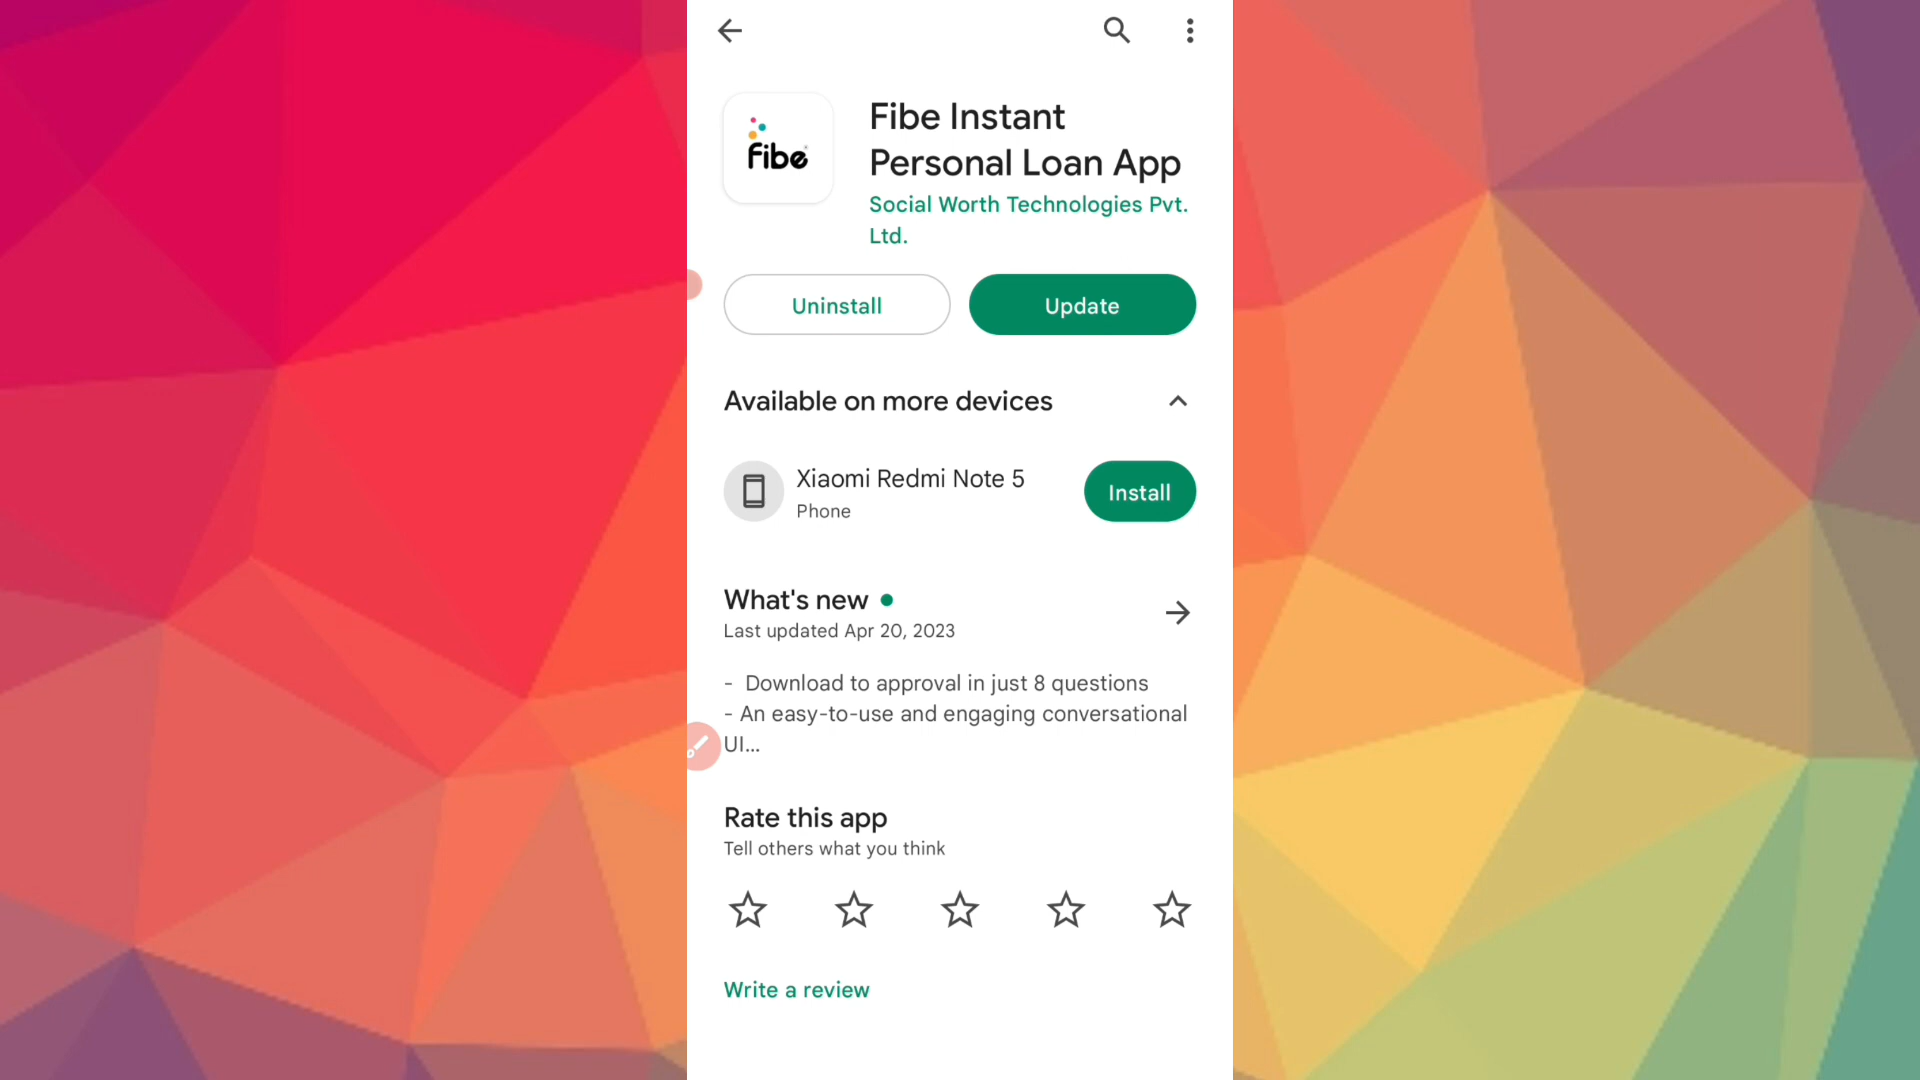 fibe
Fibe Instant
Personal Loan App
Social Worth Technologies Pvt.
Ltd.
Uninstall
Update
Available on more devices
Xiaomi Redmi Note 5
Phone
Install
What's new
Last updated Apr 20, 2023
- Download to approval in just 8 questions
- An easy-to-use and engaging conversational
UI...
Rate this app
Tell others what you think
Write a review